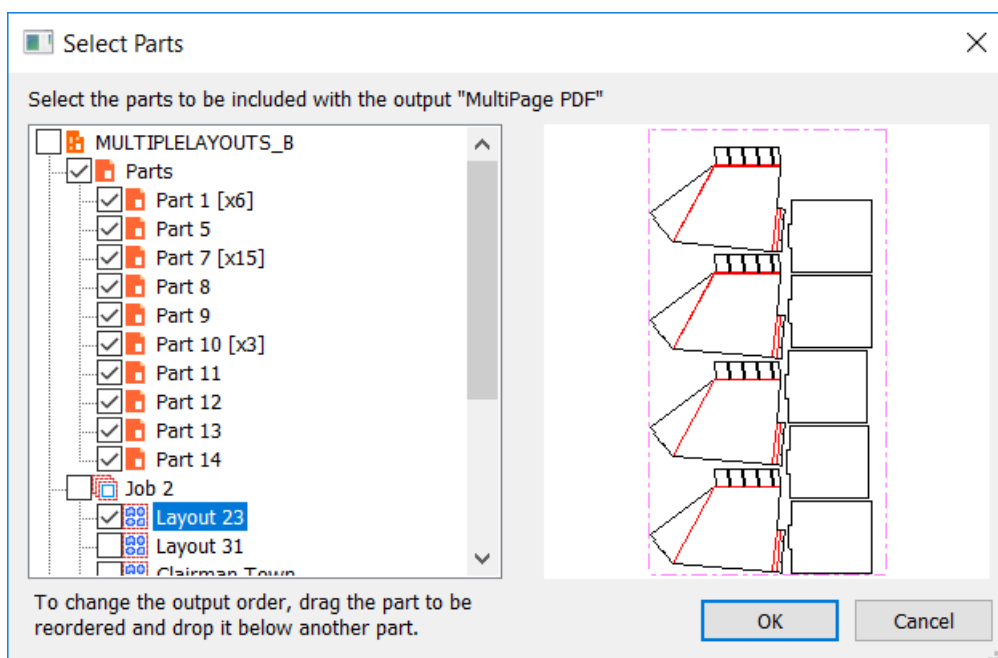 Select Parts
Select the parts to be included with the output "MultiPage PDF"
MULTIPLELAYOUTS_B
Parts
Part 1 [x6]
Part 5
Part 7 [x15]
Part 8
Part 9
Part 10 [x3]
Part 11
Part 12
Part 13
Part 14
Job 2
Layout 23
Layout 31
Clairman Town
To change the output order, drag the part to be
reordered and drop it below another part.
OK
Cancel